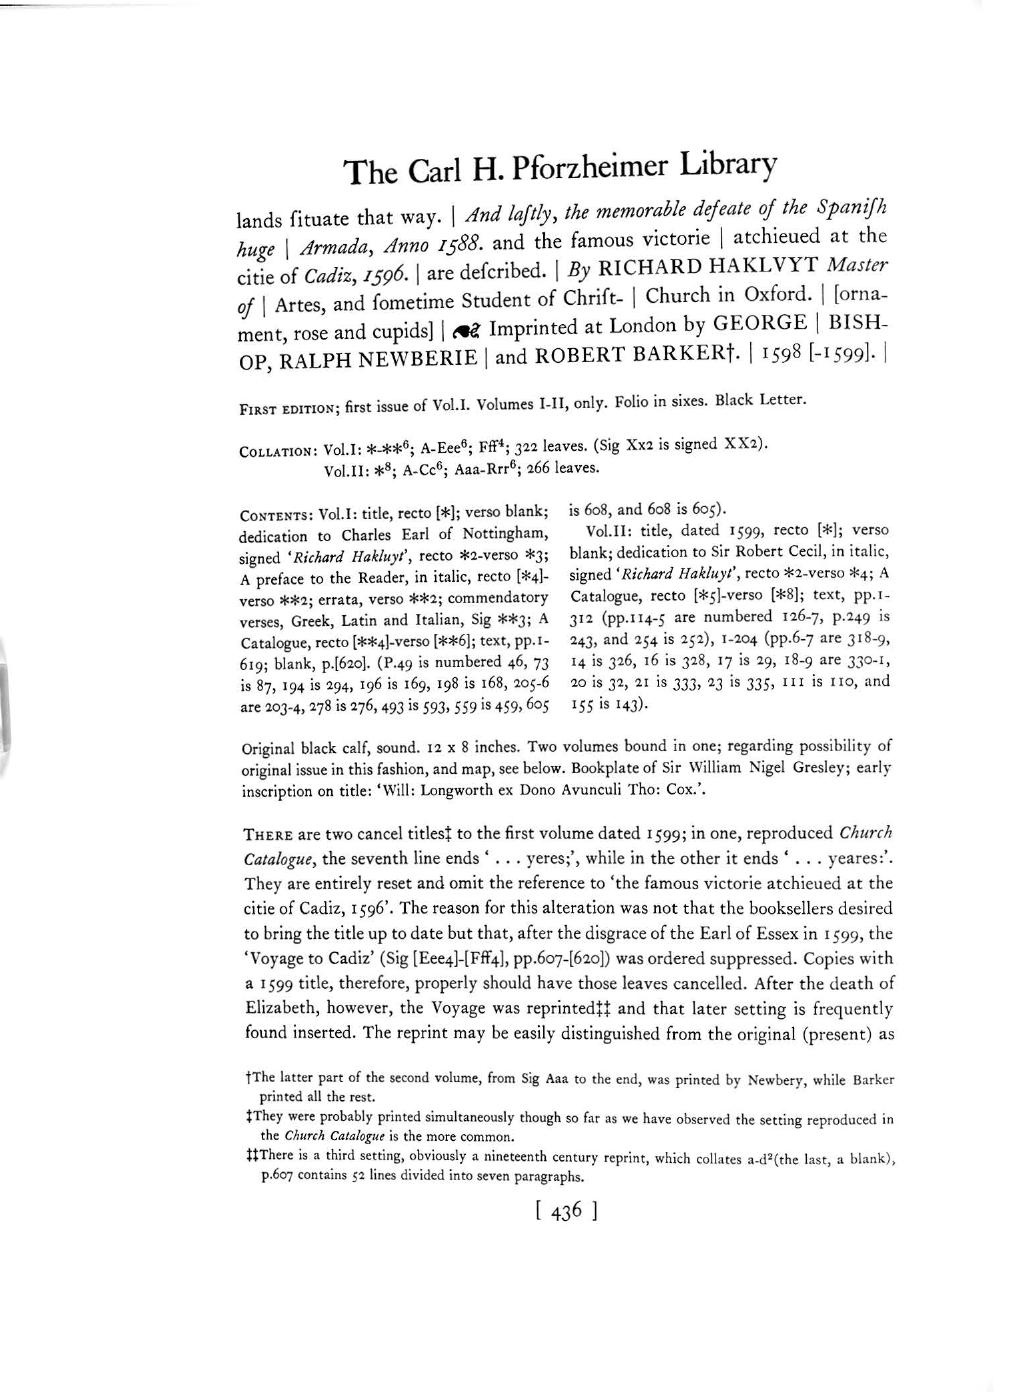 The Carl H. Pforzheimer Library
lands ſituate that way. | And laſtly, the memorable defeate of the Spaniſh
huge | Armada, Anno 1588. and the famous victorie | atchieued at the
citie of Cadiz, 1596. | are deſcribed. | By RICHARD HAKLVYT Master
of | Artes, and ſometime Student of Chriſt- | Church in Oxford. | [orna-
ment, rose and cupids] | ❧ Imprinted at London by GEORGE | BISH-
OP, RALPH NEWBERIE | and ROBERT BARKER†. | 1598 [-1599]. |
FIRST EDITION; first issue of Vol.I. Volumes I-II, only. Folio in sixes. Black Letter.
COLLATION: Vol.I: *-**⁶; A-Eee⁶; Fff⁴; 322 leaves. (Sig Xx2 is signed XX2).
Vol.II: *⁸; A-Cc⁶; Aaa-Rrr⁶; 266 leaves.
CONTENTS: Vol.I: title, recto [*]; verso blank;
dedication to Charles Earl of Nottingham,
signed ‘Richard Hakluyt’, recto *2-verso *3;
A preface to the Reader, in italic, recto [*4]-
verso **2; errata, verso **2; commendatory
verses, Greek, Latin and Italian, Sig **3; A
Catalogue, recto [**4]-verso [**6]; text, pp.1-
619; blank, p.[620]. (P.49 is numbered 46, 73
is 87, 194 is 294, 196 is 169, 198 is 168, 205-6
are 203-4, 278 is 276, 493 is 593, 559 is 459, 605
is 608, and 608 is 605).
Vol.II: title, dated 1599, recto [*]; verso
blank; dedication to Sir Robert Cecil, in italic,
signed ‘Richard Hakluyt’, recto *2-verso *4; A
Catalogue, recto [*5]-verso [*8]; text, pp.1-
312 (pp.114-5 are numbered 126-7, p.249 is
243, and 254 is 252), 1-204 (pp.6-7 are 318-9,
14 is 326, 16 is 328, 17 is 29, 18-9 are 330-1,
20 is 32, 21 is 333, 23 is 335, 111 is 110, and
155 is 143).
Original black calf, sound. 12 x 8 inches. Two volumes bound in one; regarding possibility of
original issue in this fashion, and map, see below. Bookplate of Sir William Nigel Gresley; early
inscription on title: ‘Will: Longworth ex Dono Avunculi Tho: Cox.’.
THERE are two cancel titles‡ to the first volume dated 1599; in one, reproduced Church
Catalogue, the seventh line ends ‘ . . . yeres;’, while in the other it ends ‘ . . . yeares:’.
They are entirely reset and omit the reference to ‘the famous victorie atchieued at the
citie of Cadiz, 1596’. The reason for this alteration was not that the booksellers desired
to bring the title up to date but that, after the disgrace of the Earl of Essex in 1599, the
‘Voyage to Cadiz’ (Sig [Eee4]-[Fff4], pp.607-[620]) was ordered suppressed. Copies with
a 1599 title, therefore, properly should have those leaves cancelled. After the death of
Elizabeth, however, the Voyage was reprinted‡‡ and that later setting is frequently
found inserted. The reprint may be easily distinguished from the original (present) as
†The latter part of the second volume, from Sig Aaa to the end, was printed by Newbery, while Barker
printed all the rest.
‡They were probably printed simultaneously though so far as we have observed the setting reproduced in
the Church Catalogue is the more common.
‡‡There is a third setting, obviously a nineteenth century reprint, which collates a-d²(the last, a blank),
p.607 contains 52 lines divided into seven paragraphs.
[ 436 ]